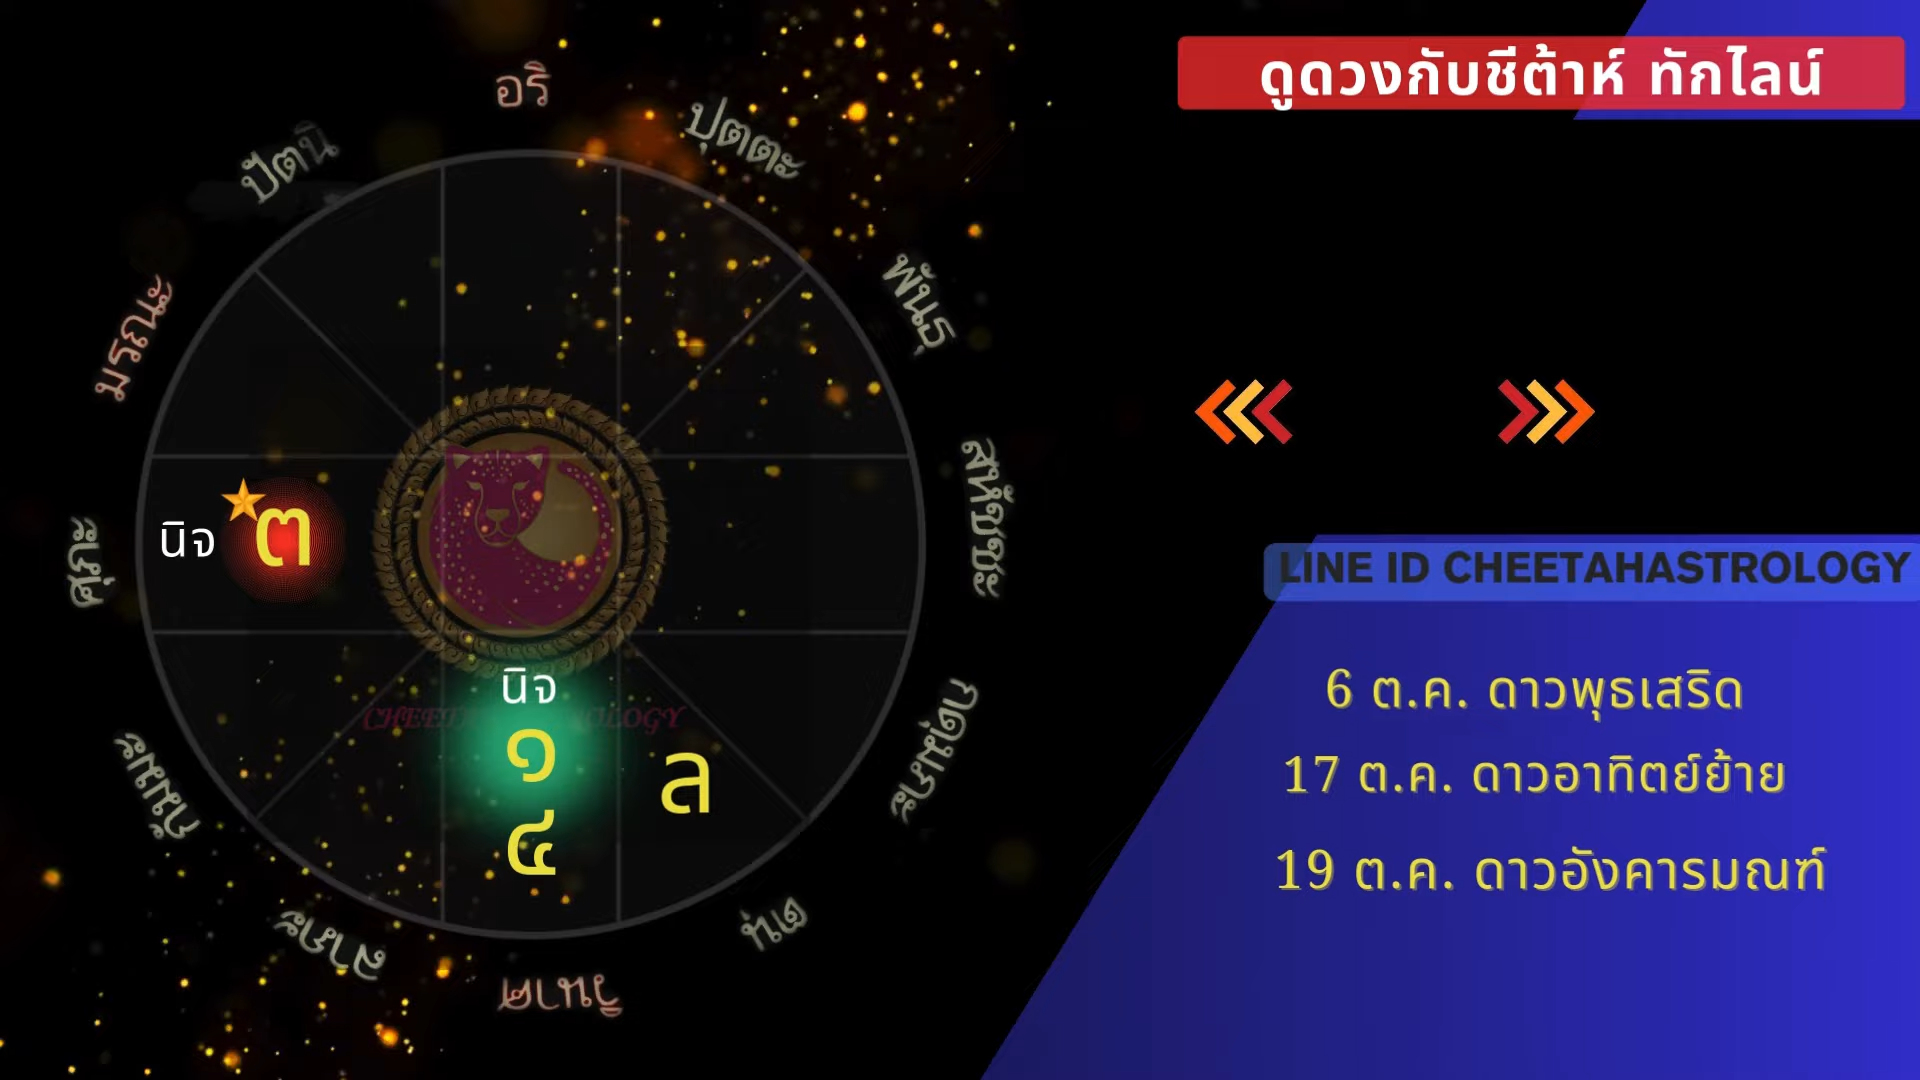 ดูดวงกับชีต้าห์ ทักไลน์
อริ
ปุตตะ
ปัตนิ
พันธุ
มรณะ
สหัชชะ
นิจ
ต
ศุภะ
LINE ID CHEETAHASTROLOGY
นิจ
๑
๔
ล
กดุมภะ
กัมมะ
6 ต.ค. ดาวพุธเสริด
17 ต.ค. ดาวอาทิตย์ย้าย
19 ต.ค. ดาวอังคารมณฑ์
ลาภะ
ตนุ
วินาศ